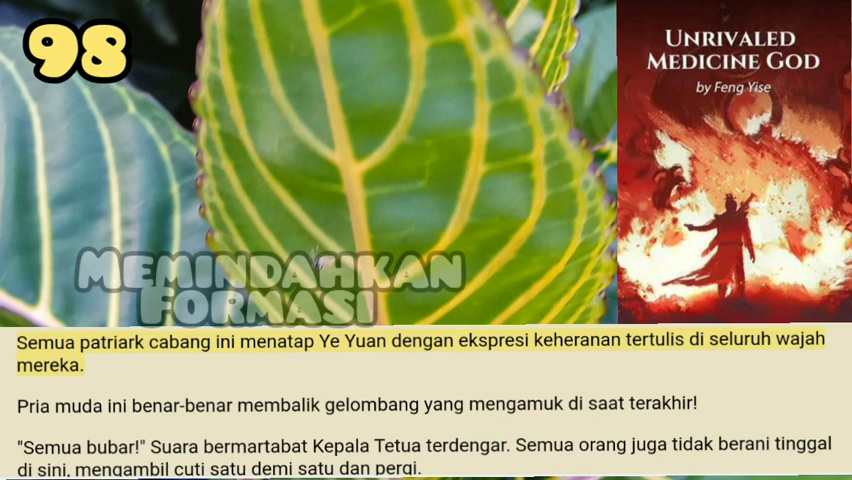 98
UNRIVALED
MEDICINE GOD
by Feng Yise
MEMINDAHKAN
FORMASI
Semua patriark cabang ini menatap Ye Yuan dengan ekspresi keheranan tertulis di seluruh wajah
mereka.
Pria muda ini benar-benar membalik gelombang yang mengamuk di saat terakhir!
"Semua bubar!" Suara bermartabat Kepala Tetua terdengar. Semua orang juga tidak berani tinggal
di sini, mengambil cuti satu demi satu dan pergi.